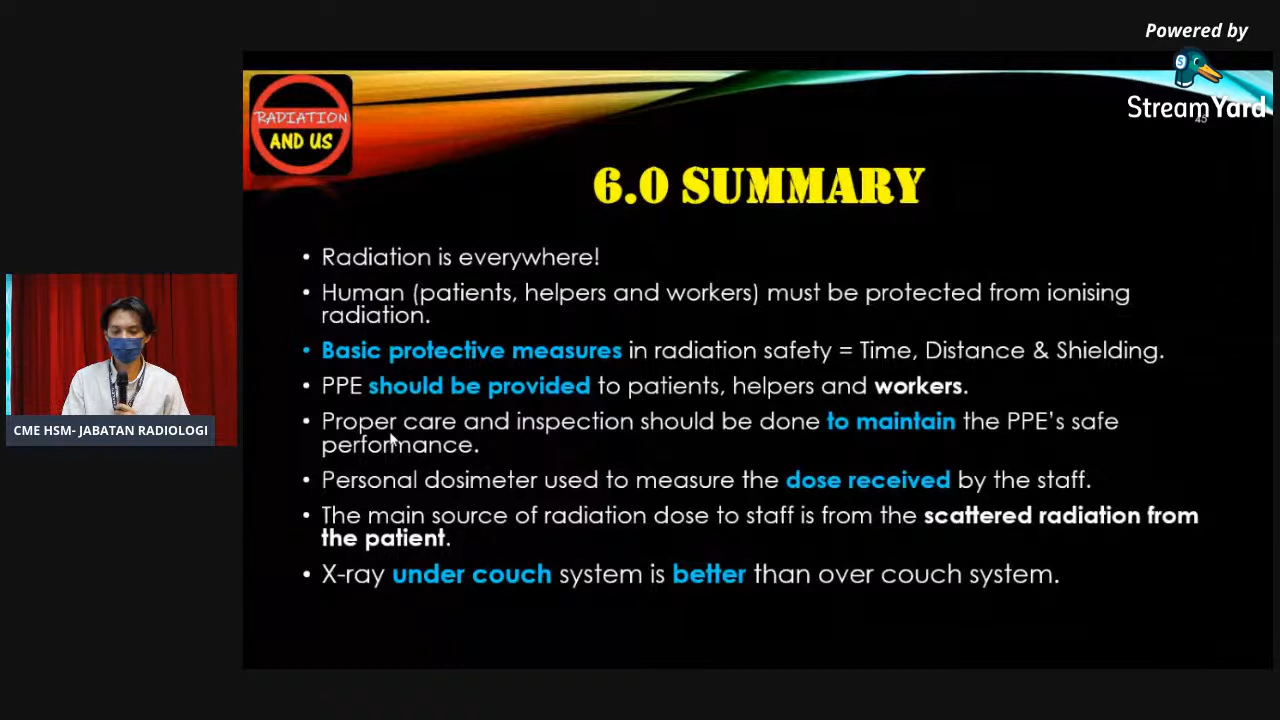 Powered by
StreamYard
RADIATION
AND US
45
6.0 SUMMARY
• Radiation is everywhere!
• Human (patients, helpers and workers) must be protected from ionising
radiation.
• Basic protective measures in radiation safety = Time, Distance & Shielding.
• PPE should be provided to patients, helpers and workers.
• Proper care and inspection should be done to maintain the PPE's safe
performance.
• Personal dosimeter used to measure the dose received by the staff.
• The main source of radiation dose to staff is from the scattered radiation from
the patient.
• X-ray under couch system is better than over couch system.
CME HSM- JABATAN RADIOLOGI